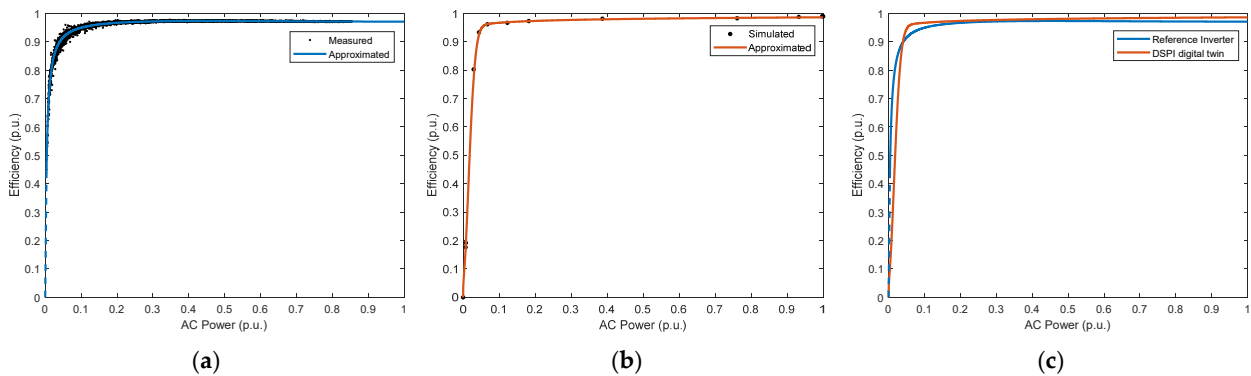 1
0.9
0.8
0.7
0.6
0.5
0.4
0.3
0.2
0.1
0
Efficiency (p.u.)
Measured
Approximated
0 0.1 0.2 0.3 0.4 0.5 0.6 0.7 0.8 0.9 1
AC Power (p.u.)
(a)
1
0.9
0.8
0.7
0.6
0.5
0.4
0.3
0.2
0.1
0
Efficiency (p.u.)
Simulated
Approximated
0 0.1 0.2 0.3 0.4 0.5 0.6 0.7 0.8 0.9 1
AC Power (p.u.)
(b)
1
0.9
0.8
0.7
0.6
0.5
0.4
0.3
0.2
0.1
0
Efficiency (p.u.)
Reference Inverter
DSPI digital twin
0 0.1 0.2 0.3 0.4 0.5 0.6 0.7 0.8 0.9 1
AC Power (p.u.)
(c)